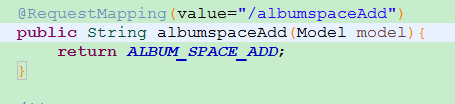 @RequestMapping(value="/albumspaceAdd")
public String albumspaceAdd(Model model){
    return ALBUM_SPACE_ADD;
}